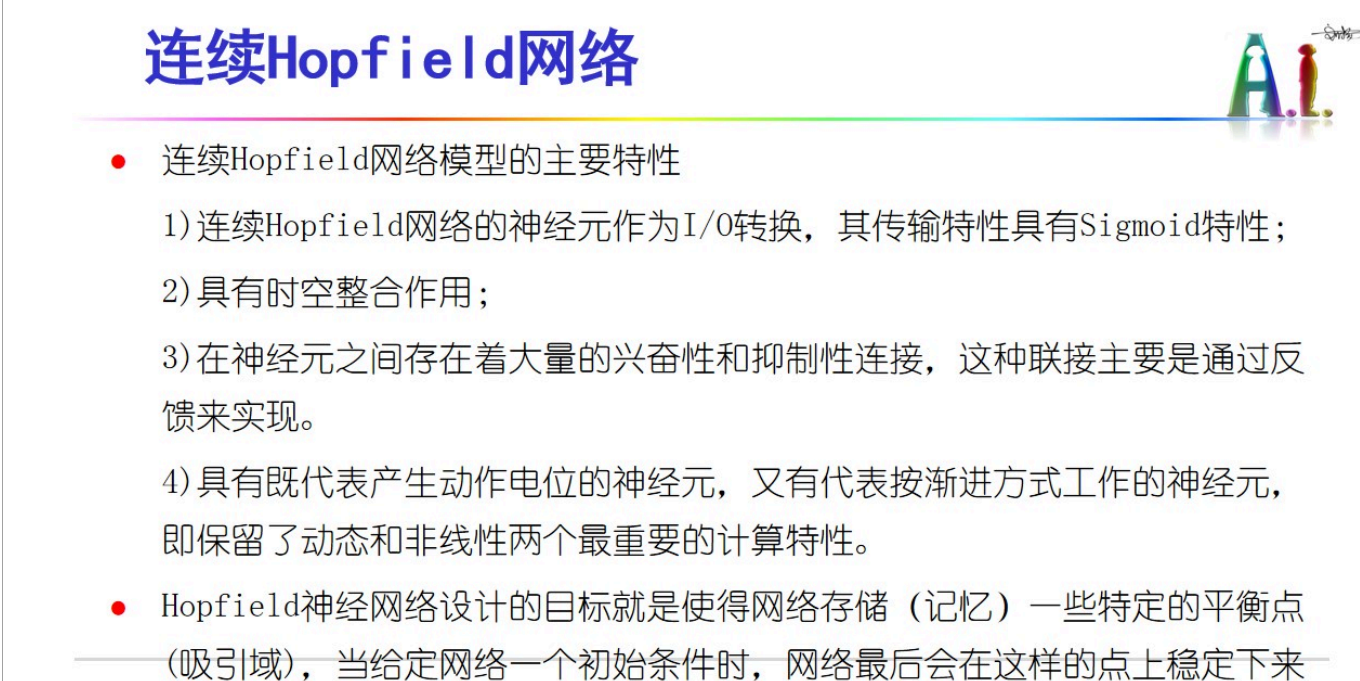 连续Hopfield网络
A.I.
连续Hopfield网络模型的主要特性
1)连续Hopfield网络的神经元作为I/O转换，其传输特性具有Sigmoid特性；
2)具有时空整合作用；
3)在神经元之间存在着大量的兴奋性和抑制性连接，这种联接主要是通过反
馈来实现。
4)具有既代表产生动作电位的神经元，又有代表按渐进方式工作的神经元，
即保留了动态和非线性两个最重要的计算特性。
Hopfield神经网络设计的目标就是使得网络存储（记忆）一些特定的平衡点
(吸引域)，当给定网络一个初始条件时，网络最后会在这样的点上稳定下来